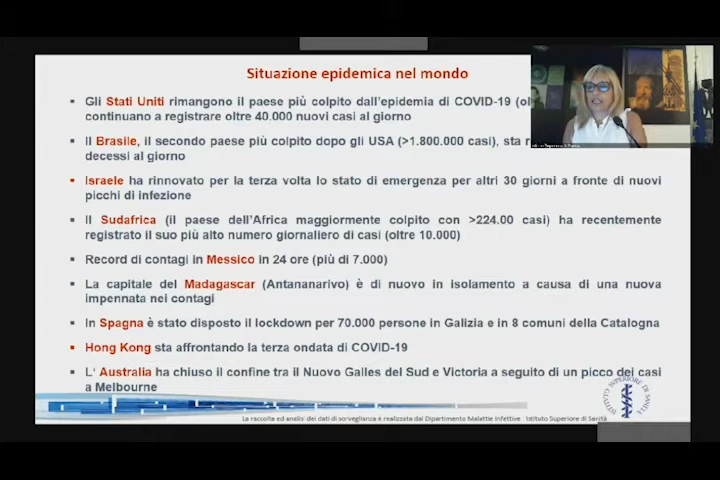 Situazione epidemica nel mondo
Gli Stati Uniti rimangono il paese più colpito dall'epidemia di COVID-19
continuano a registrare oltre 40.000 nuovi casi al giorno
Il Brasile, il secondo paese più colpito dopo gli USA (>1.800.000 casi), sta
decessi al giorno
Israele ha rinnovato per la terza volta lo stato di emergenza per altri 30 giorni a fronte di nuovi
picchi di infezione
Il Sudafrica (il paese dell'Africa maggiormente colpito con >224.00 casi) ha recentemente
registrato il suo più alto numero giornaliero di casi (oltre 10.000)
Record di contagi in Messico in 24 ore (più di 7.000)
La capitale del Madagascar (Antananarivo) è di nuovo in isolamento a causa di una nuova
impennata nei contagi
In Spagna è stato disposto il lockdown per 70.000 persone in Galizia e in 8 comuni della Catalogna
Hong Kong sta affrontando la terza ondata di COVID-19
L' Australia ha chiuso il confine tra il Nuovo Galles del Sud e Victoria a seguito di un picco dei casi
a Melbourne
ISTITUTO SUPERIORE DI SANITÀ
La raccolta ed analisi dei dati di sorveglianza è realizzata dal Dipartimento Malattie Infettive Istituto Superiore di Sanità